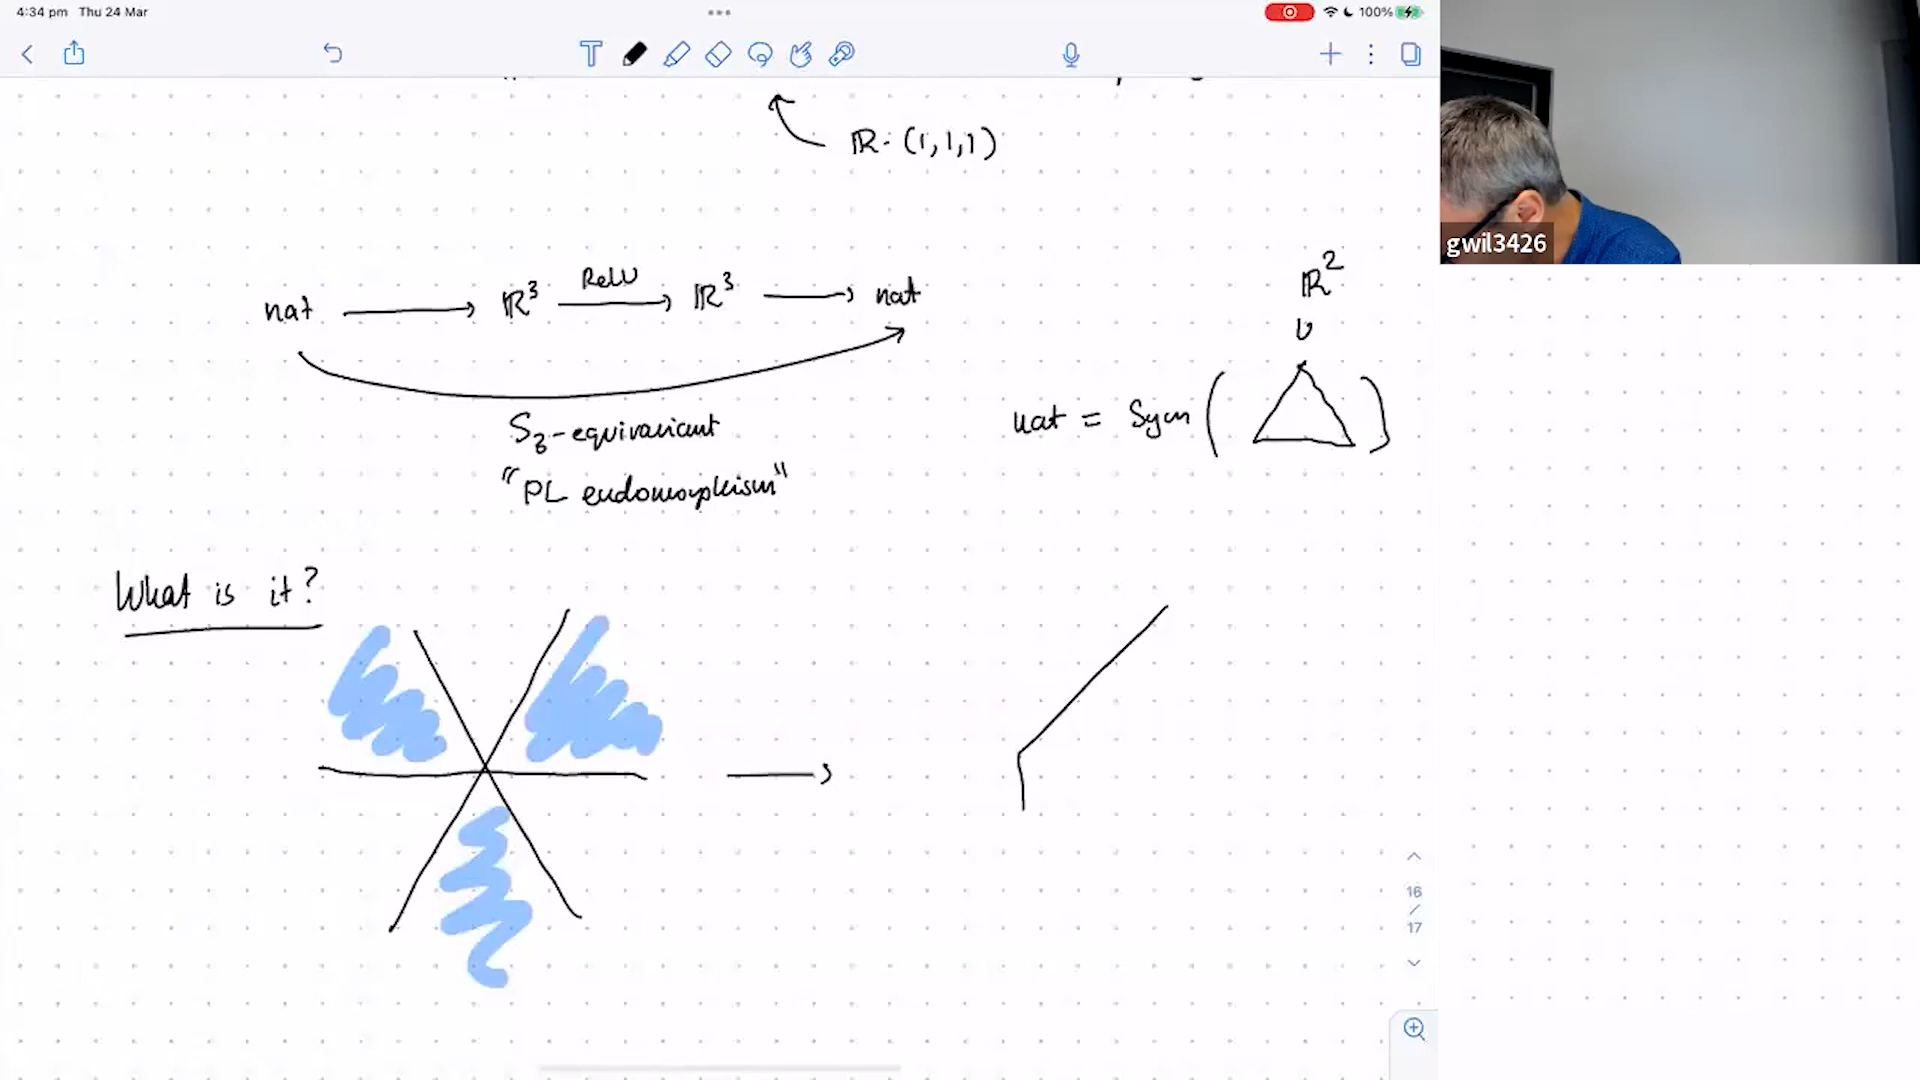 4:34 pm Thu 24 Mar
100%
gwil3426
ℝ·(1,1,1)
nat → ℝ³ ReLU → ℝ³ → nat
ℝ²
∪
S₃-equivariant
nat = Sym( )
"PL endomorphism"
What is it?
→
16
/
17